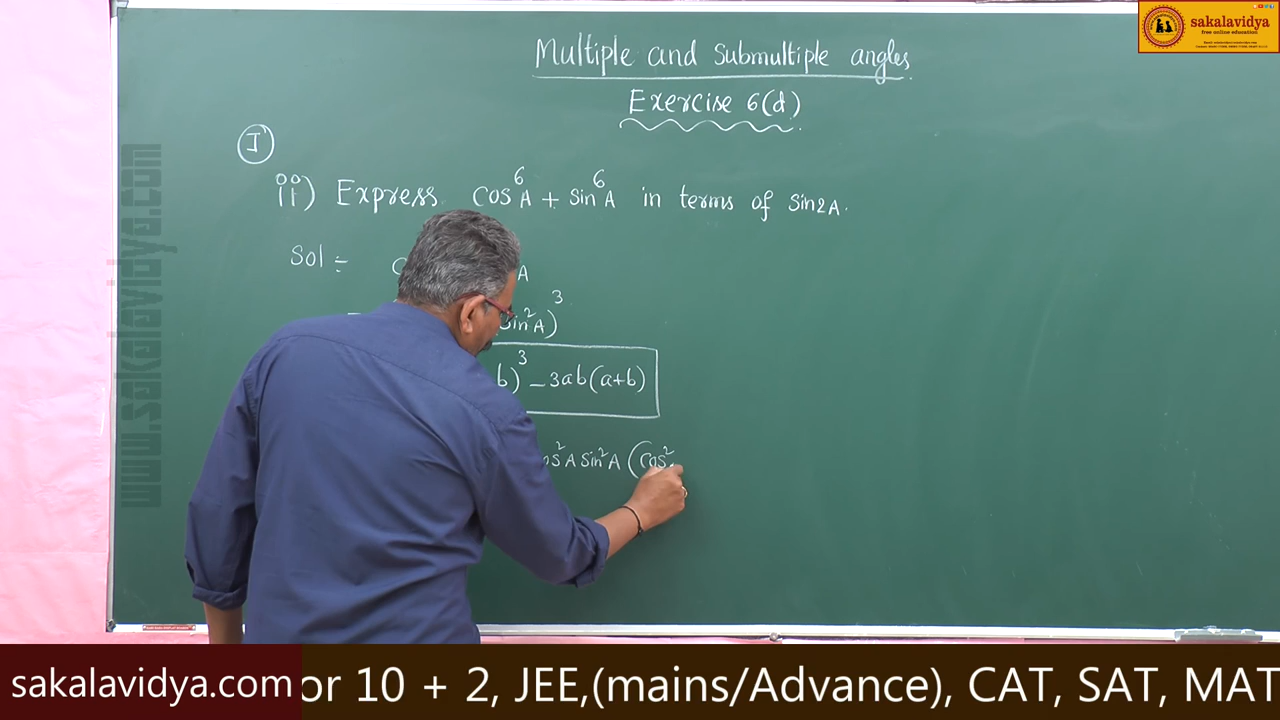 sakalavidya
free online education
Multiple and Submultiple angles
Exercise 6(d)
I
ii) Express Cos⁶A + Sin⁶A in terms of Sin2A.
Sol :
A
Sin²A)³
b)³ – 3ab(a+b)
os²A Sin²A (Cos²
www.sakalavidya.com
sakalavidya.com
or 10 + 2, JEE,(mains/Advance), CAT, SAT, MAT